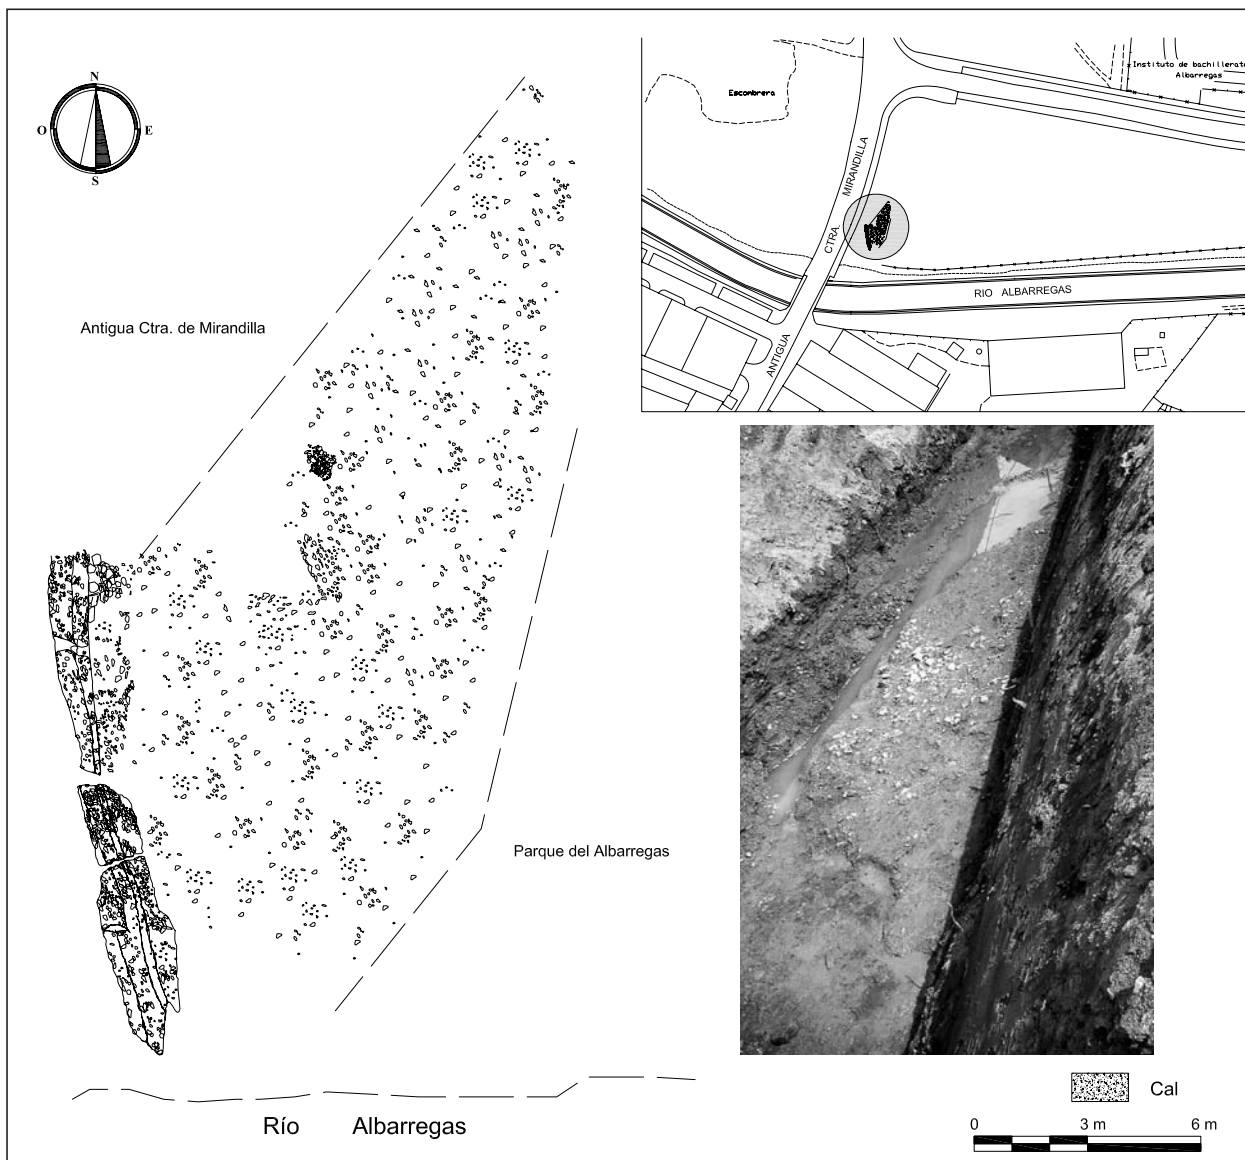 N
O
E
S
Antigua Ctra. de Mirandilla
Parque del Albarregas
Río Albarregas
Escombrera
Instituto de bachillerato
Albarregas
MIRANDILLA
CTRA.
ANTIGUA
RIO ALBARREGAS
Cal
0 3 m 6 m